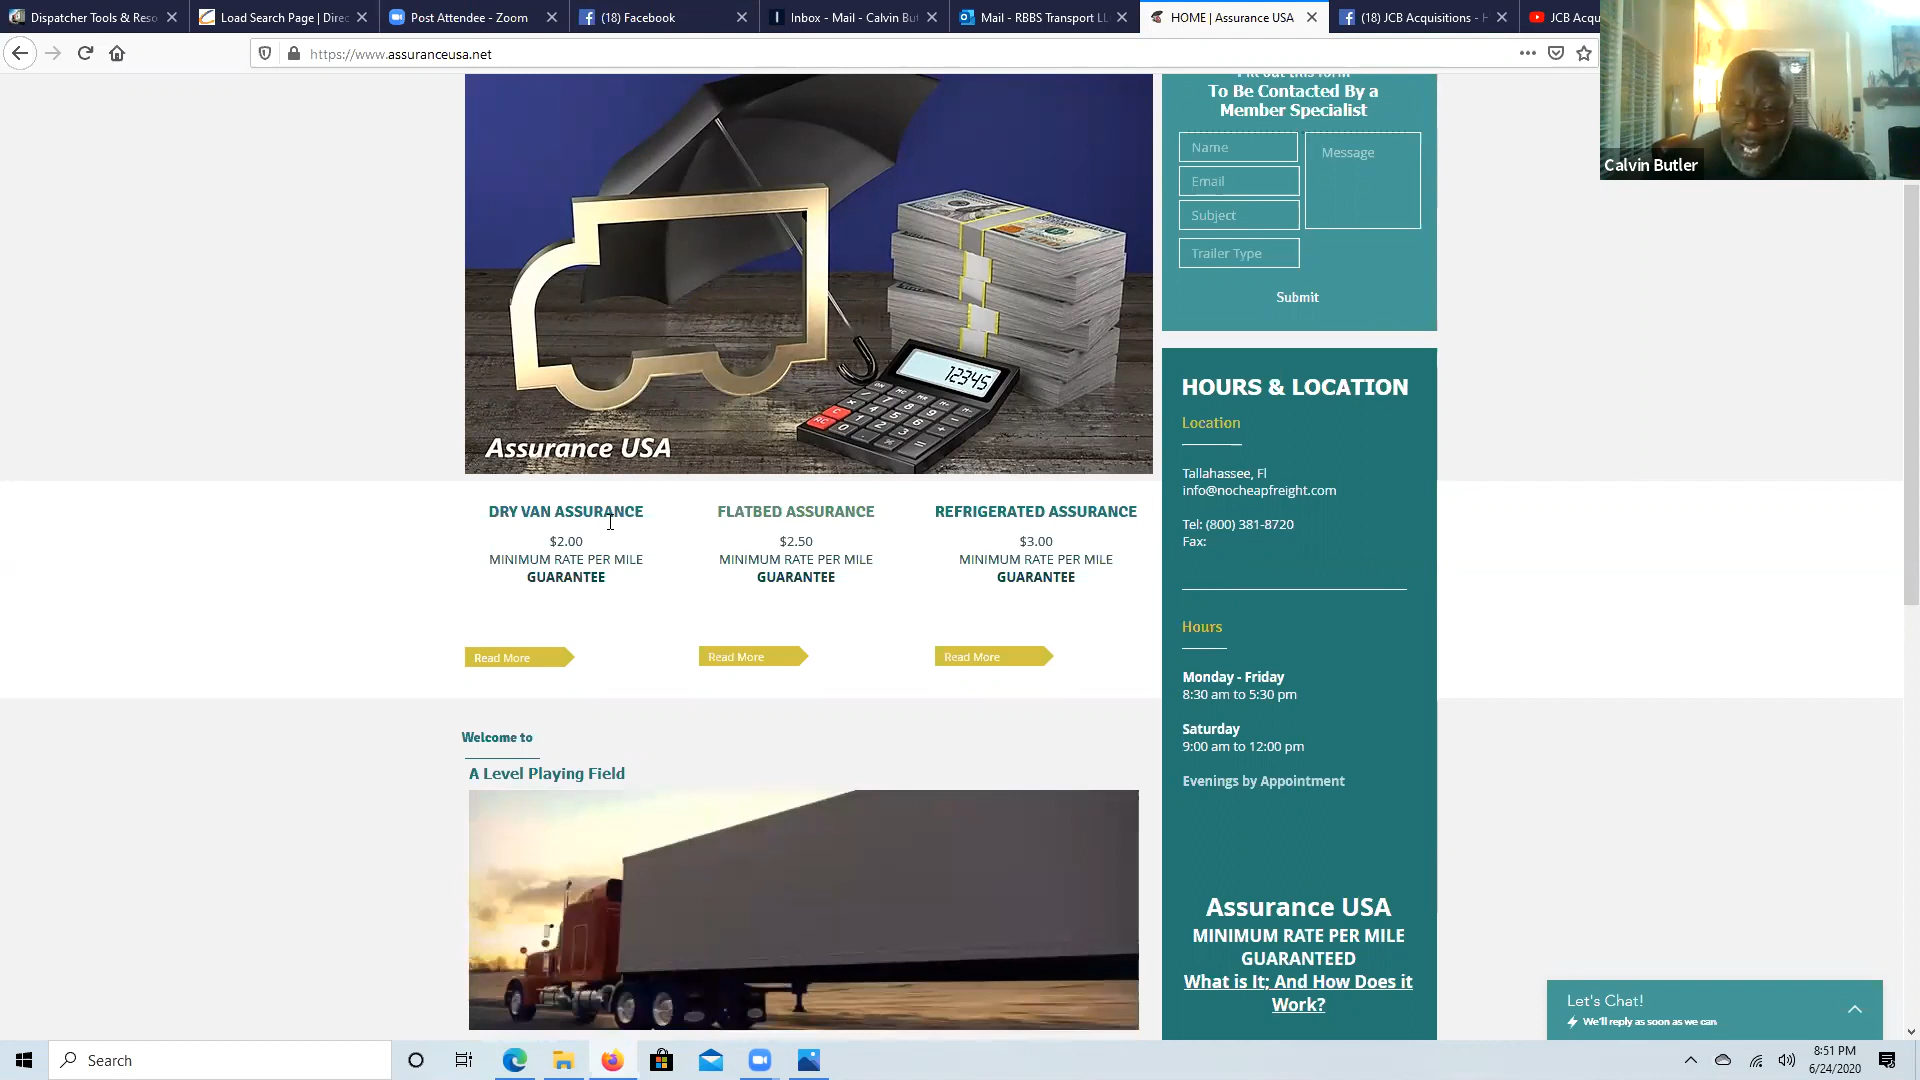 Dispatcher Tools & Reso
Load Search Page | Direc
Post Attendee - Zoom
(18) Facebook
Inbox - Mail - Calvin But
Mail - RBBS Transport LL
HOME | Assurance USA
(18) JCB Acquisitions - H
JCB Acqu
https://www.assuranceusa.net
To Be Contacted By a
Member Specialist
Name
Message
Email
Subject
Trailer Type
Submit
Calvin Butler
12345
Assurance USA
HOURS & LOCATION
Location
Tallahassee, Fl
info@nocheapfreight.com
Tel: (800) 381-8720
Fax:
DRY VAN ASSURANCE
$2.00
MINIMUM RATE PER MILE
GUARANTEE
Read More
FLATBED ASSURANCE
$2.50
MINIMUM RATE PER MILE
GUARANTEE
Read More
REFRIGERATED ASSURANCE
$3.00
MINIMUM RATE PER MILE
GUARANTEE
Read More
Hours
Monday - Friday
8:30 am to 5:30 pm
Saturday
9:00 am to 12:00 pm
Evenings by Appointment
Welcome to
A Level Playing Field
Assurance USA
MINIMUM RATE PER MILE
GUARANTEED
What is It; And How Does it
Work?
Let's Chat!
We'll reply as soon as we can
Search
8:51 PM
6/24/2020